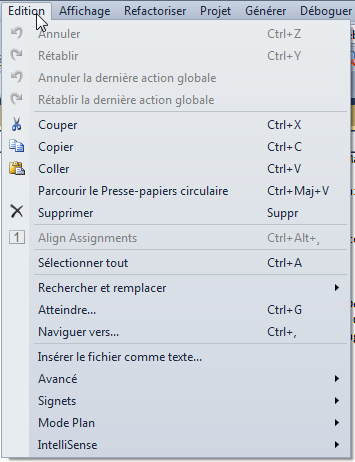 Edition Affichage Refactoriser Projet Générer Déboguer
Annuler Ctrl+Z
Rétablir Ctrl+Y
Annuler la dernière action globale
Rétablir la dernière action globale
Couper Ctrl+X
Copier Ctrl+C
Coller Ctrl+V
Parcourir le Presse-papiers circulaire Ctrl+Maj+V
Supprimer Suppr
Align Assignments Ctrl+Alt+,
Sélectionner tout Ctrl+A
Rechercher et remplacer
Atteindre... Ctrl+G
Naviguer vers... Ctrl+,
Insérer le fichier comme texte...
Avancé
Signets
Mode Plan
IntelliSense